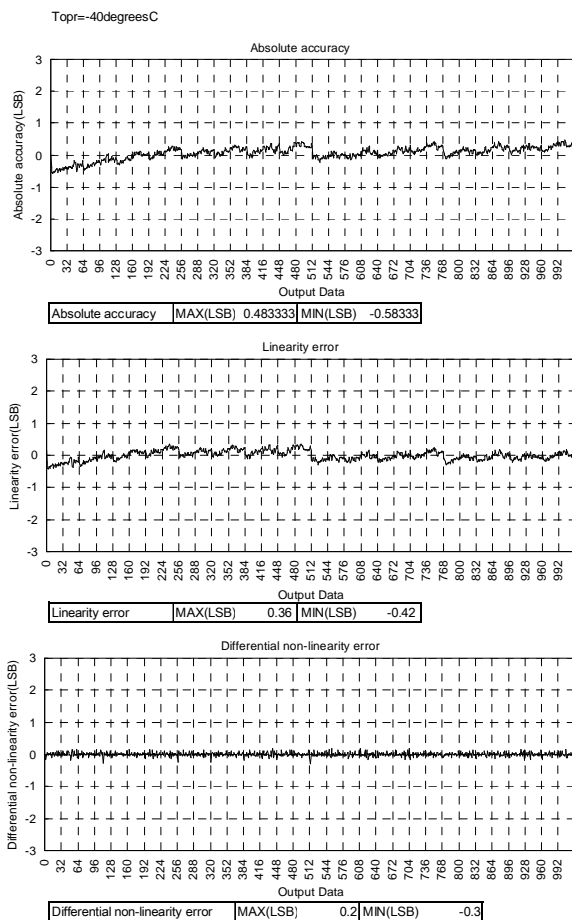 Topr=-40degreesC
Absolute accuracy
Absolute accuracy(LSB)
3
2
1
0
-1
-2
-3
0 32 64 96 128 160 192 224 256 288 320 352 384 416 448 480 512 544 576 608 640 672 704 736 768 800 832 864 896 928 960 992
Output Data
Absolute accuracy MAX(LSB) 0.483333 MIN(LSB) -0.58333
Linearity error
Linearity error(LSB)
3
2
1
0
-1
-2
-3
0 32 64 96 128 160 192 224 256 288 320 352 384 416 448 480 512 544 576 608 640 672 704 736 768 800 832 864 896 928 960 992
Output Data
Linearity error MAX(LSB) 0.36 MIN(LSB) -0.42
Differential non-linearity error
Differential non-linearity error(LSB)
3
2
1
0
-1
-2
-3
0 32 64 96 128 160 192 224 256 288 320 352 384 416 448 480 512 544 576 608 640 672 704 736 768 800 832 864 896 928 960 992
Output Data
Differential non-linearity error MAX(LSB) 0.2 MIN(LSB) -0.3